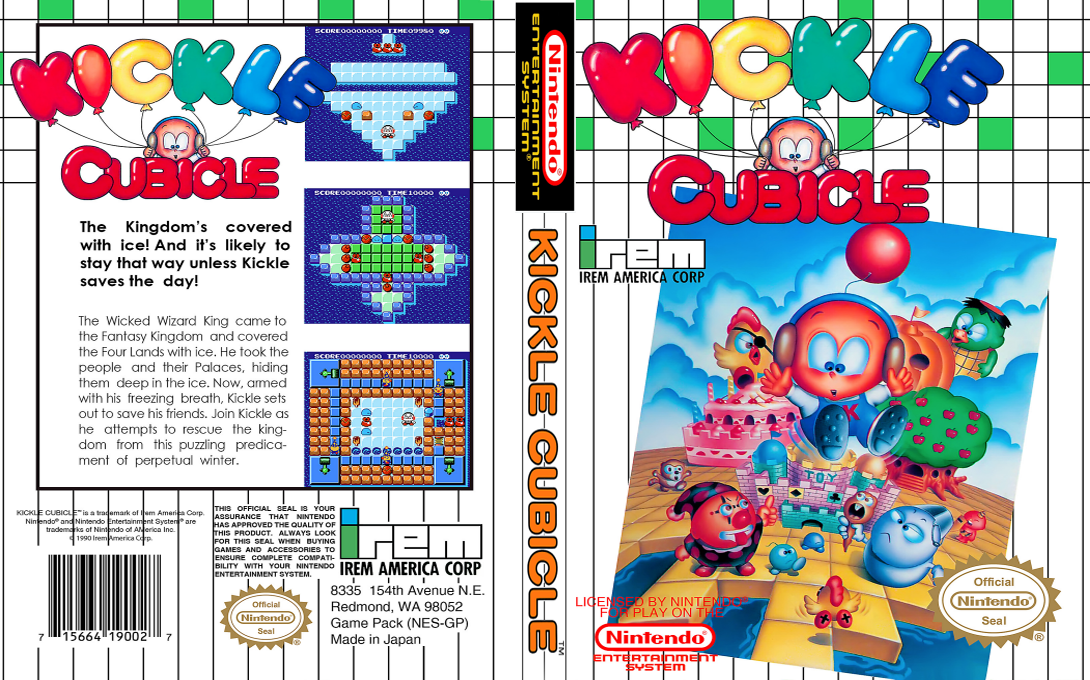 KICKLE
CUBICLE
The Kingdom's covered
with ice! And it's likely to
stay that way unless Kickle
saves the day!
The Wicked Wizard King came to
the Fantasy Kingdom and covered
the Four Lands with ice. He took the
people and their Palaces, hiding
them deep in the ice. Now, armed
with his freezing breath, Kickle sets
out to save his friends. Join Kickle as
he attempts to rescue the king-
dom from this puzzling predica-
ment of perpetual winter.
SCORE00000000 TIME09950 00
SCORE00000000 TIME10000 00
SCORE00000000 TIME10000 00
KICKLE CUBICLE™ is a trademark of Irem America Corp.
Nintendo® and Nintendo Entertainment System® are
trademarks of Nintendo of AMerica Inc.
© 1990 Irem America Corp.
7 15664 19002 7
THIS OFFICIAL SEAL IS YOUR
ASSURANCE THAT NINTENDO
HAS APPROVED THE QUALITY OF
THIS PRODUCT. ALWAYS LOOK
FOR THIS SEAL WHEN BUYING
GAMES AND ACCESSORIES TO
ENSURE COMPLETE COMPATI-
BILITY WITH YOUR NINTENDO
ENTERTAINMENT SYSTEM.
Official
Nintendo
Seal
®
irem
IREM AMERICA CORP
8335 154th Avenue N.E.
Redmond, WA 98052
Game Pack (NES-GP)
Made in Japan
Nintendo®
ENTERTAINMENT
SYSTEM®
KICKLE CUBICLE™
KICKLE
CUBICLE
irem
IREM AMERICA CORP
K
TOY
LICENSED BY NINTENDO®
FOR PLAY ON THE
Nintendo®
ENTERTAINMENT
SYSTEM
Official
Nintendo
Seal
®